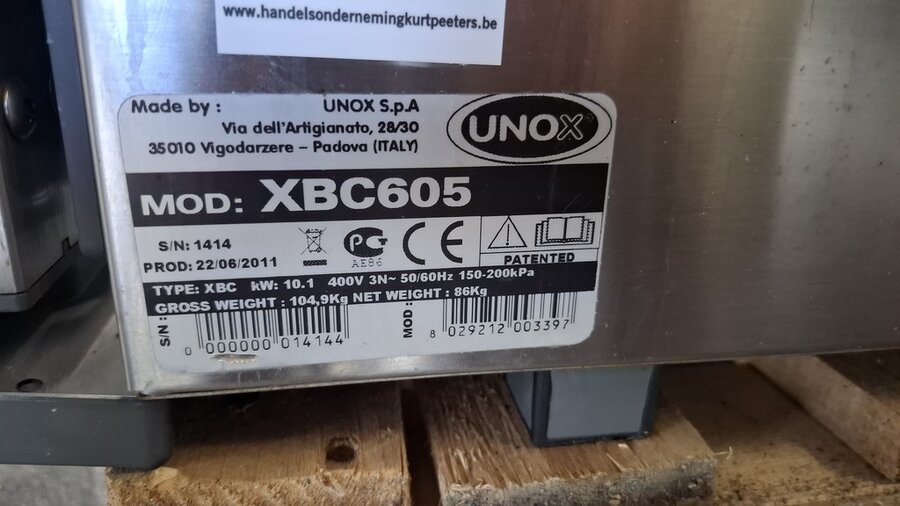 www.handelsondernemingkurtpeeters.be
Made by : UNOX S.p.A
Via dell'Artigianato, 28/30
35010 Vigodarzere – Padova (ITALY)
UNOX
MOD: XBC605
S/N: 1414
PROD: 22/06/2011
AE86
CE
PATENTED
TYPE: XBC kW: 10.1 400V 3N~ 50/60Hz 150-200kPa
GROSS WEIGHT : 104,9Kg NET WEIGHT : 86Kg
S/N :
0 000000 014144
MOD :
8 029212 003397